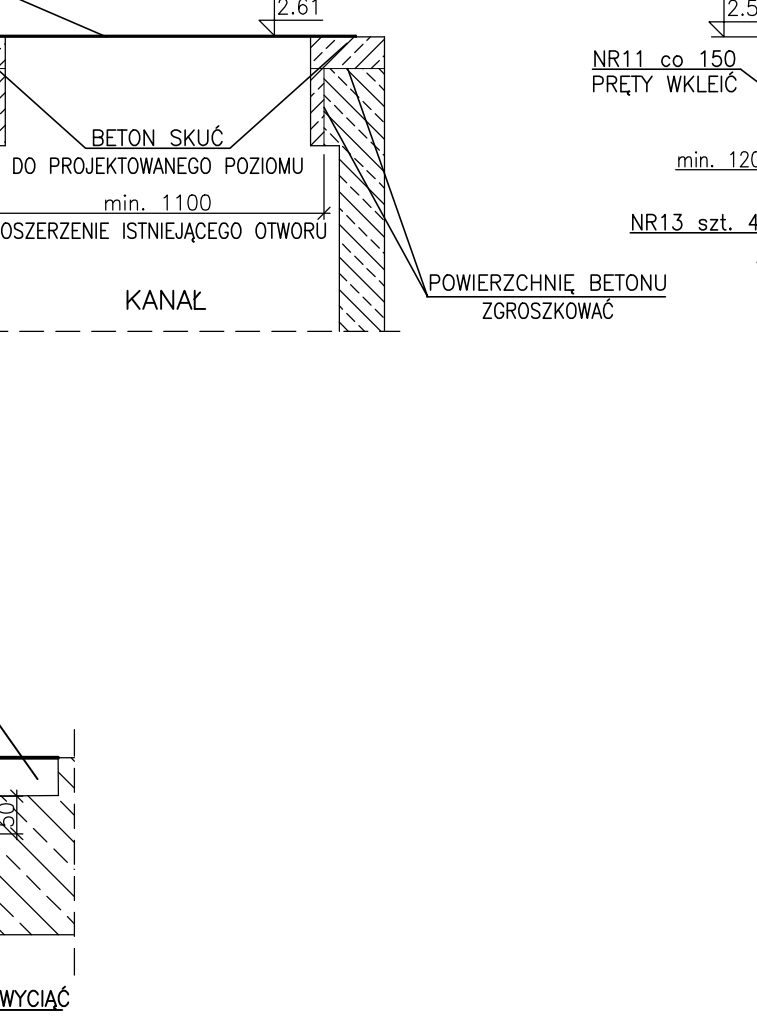 2.61
2.5
NR11 co 150
PRĘTY WKLEIĆ
BETON SKUĆ
DO PROJEKTOWANEGO POZIOMU
min. 120
min. 1100
OSZERZENIE ISTNIEJĄCEGO OTWORU
NR13 szt. 4
KANAŁ
POWIERZCHNIĘ BETONU
ZGROSZKOWAĆ
50
WYCIĄĆ